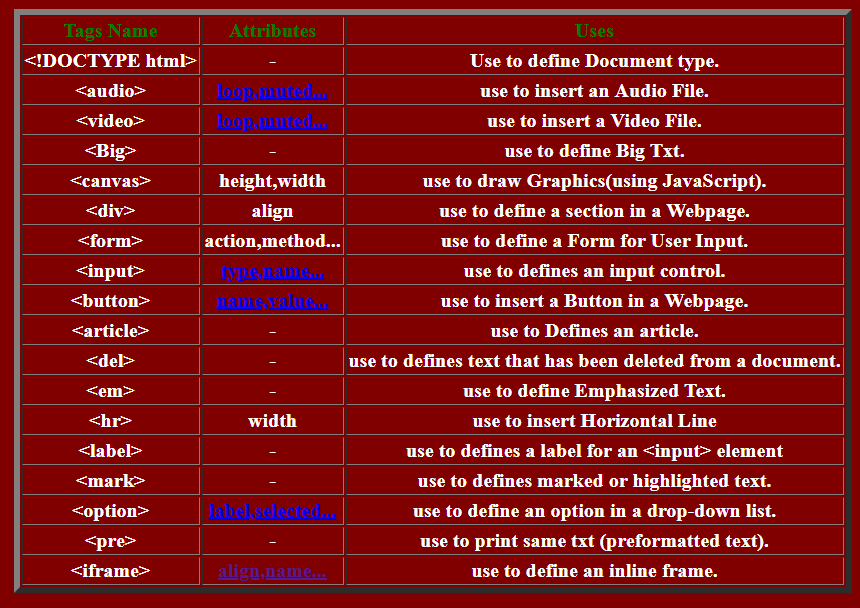 Tags Name Attributes Uses
<!DOCTYPE html> - Use to define Document type.
<audio> loop,muted... use to insert an Audio File.
<video> loop,muted... use to insert a Video File.
<Big> - use to define Big Txt.
<canvas> height,width use to draw Graphics(using JavaScript).
<div> align use to define a section in a Webpage.
<form> action,method... use to define a Form for User Input.
<input> type,name... use to defines an input control.
<button> name,value... use to insert a Button in a Webpage.
<article> - use to Defines an article.
<del> - use to defines text that has been deleted from a document.
<em> - use to define Emphasized Text.
<hr> width use to insert Horizontal Line
<label> - use to defines a label for an <input> element
<mark> - use to defines marked or highlighted text.
<option> label,selected... use to define an option in a drop-down list.
<pre> - use to print same txt (preformatted text).
<iframe> align,name... use to define an inline frame.